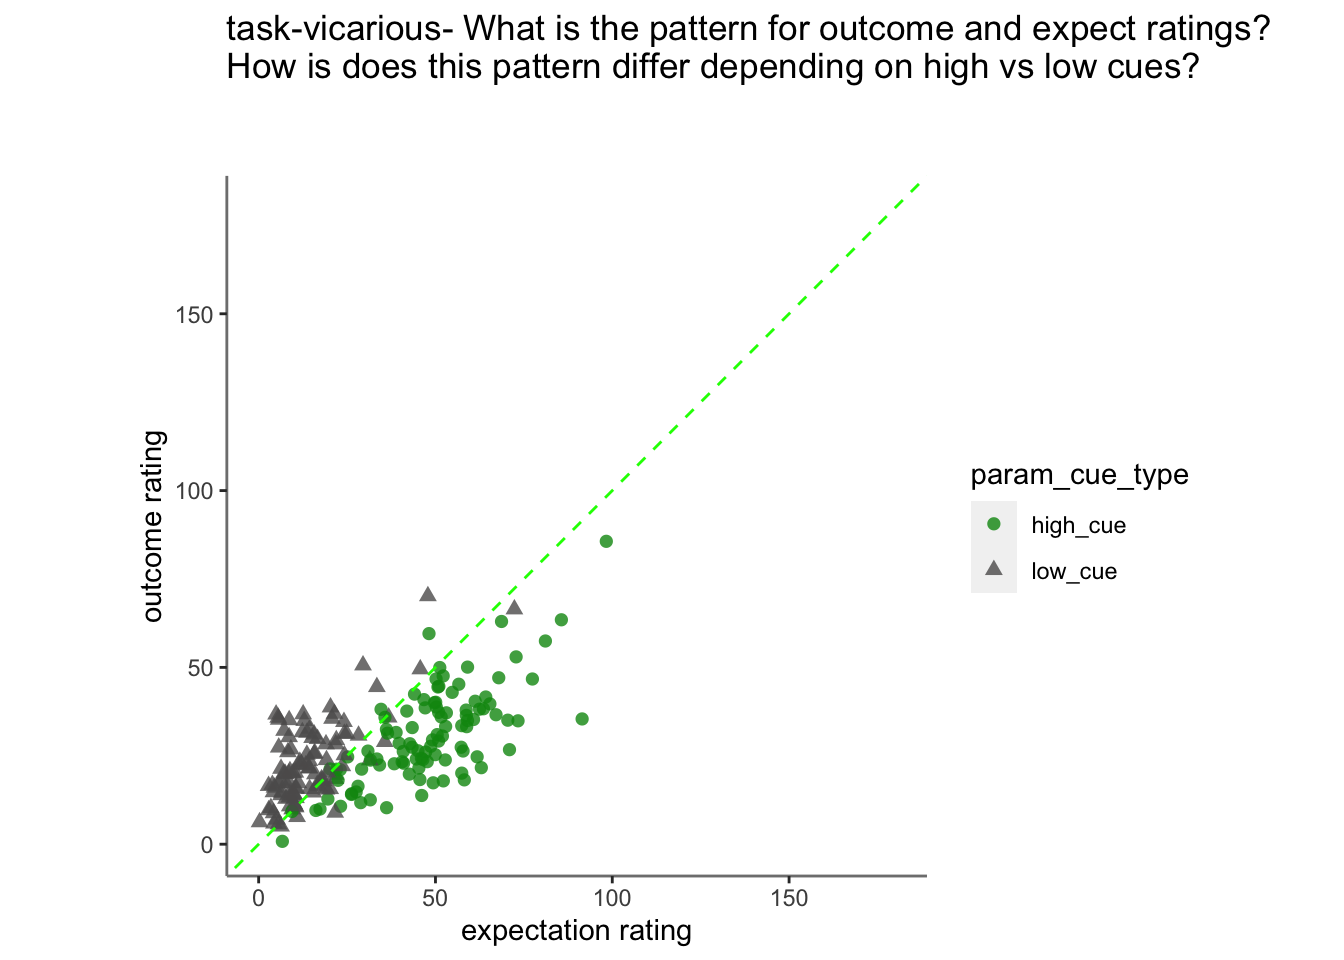 task-vicarious- What is the pattern for outcome and expect ratings?
How is does this pattern differ depending on high vs low cues?
150
100
50
0
outcome rating
0 50 100 150
expectation rating
param_cue_type
high_cue
low_cue